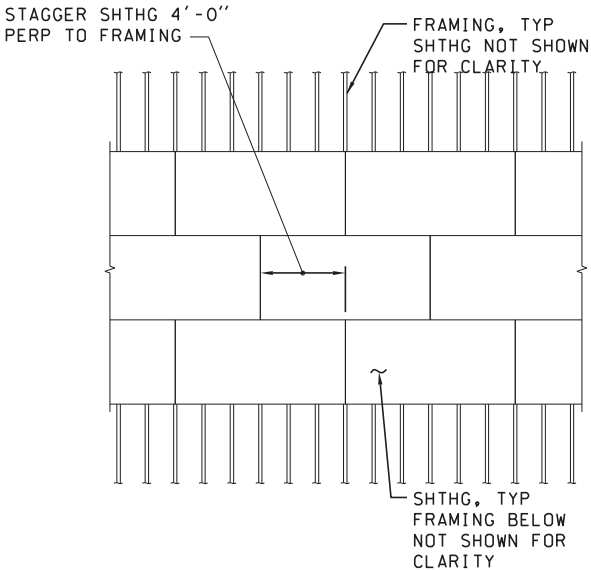 STAGGER SHTHG 4'-0"
PERP TO FRAMING
FRAMING, TYP
SHTHG NOT SHOWN
FOR CLARITY
SHTHG, TYP
FRAMING BELOW
NOT SHOWN FOR
CLARITY